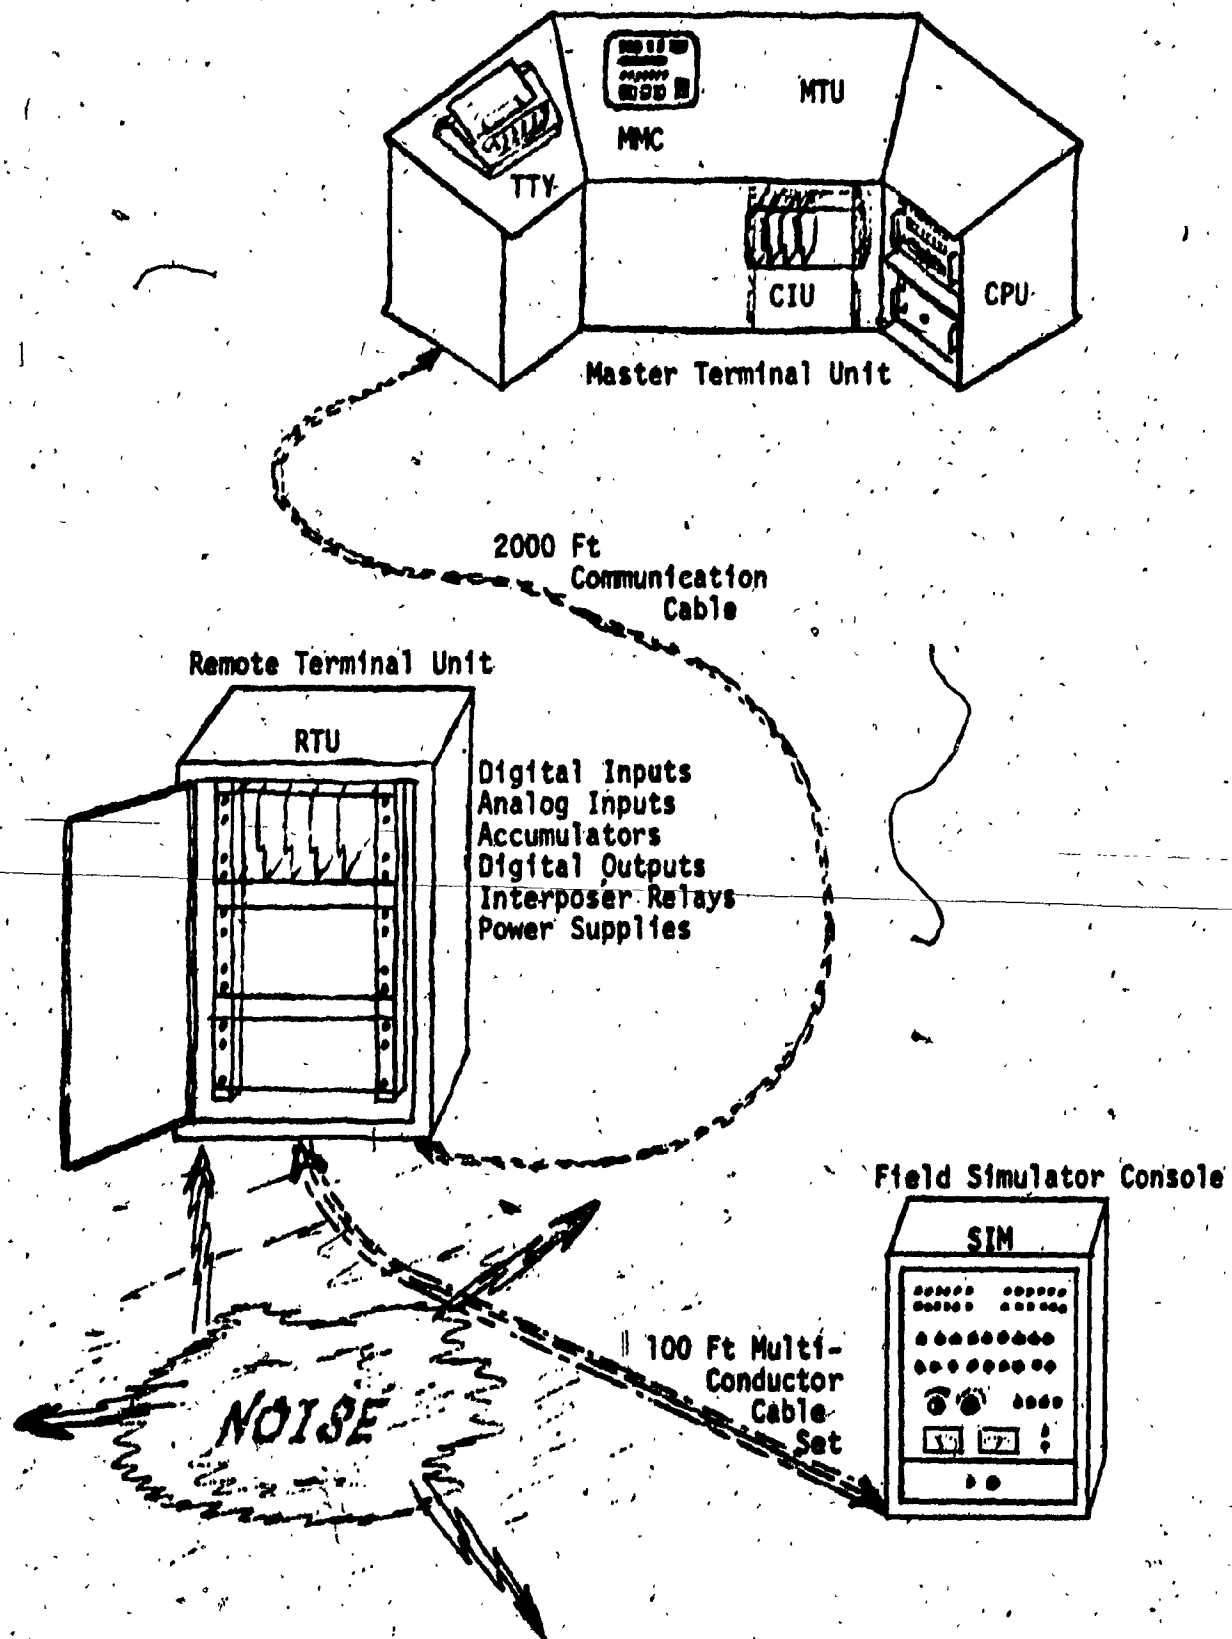 MTU
MMC
TTY
CIU
CPU
Master Terminal Unit
2000 Ft
Communication
Cable
Remote Terminal Unit
RTU
Digital Inputs
Analog Inputs
Accumulators
Digital Outputs
Interposer Relays
Power Supplies
Field Simulator Console
SIM
100 Ft Multi-
Conductor
Cable
Set
NOISE